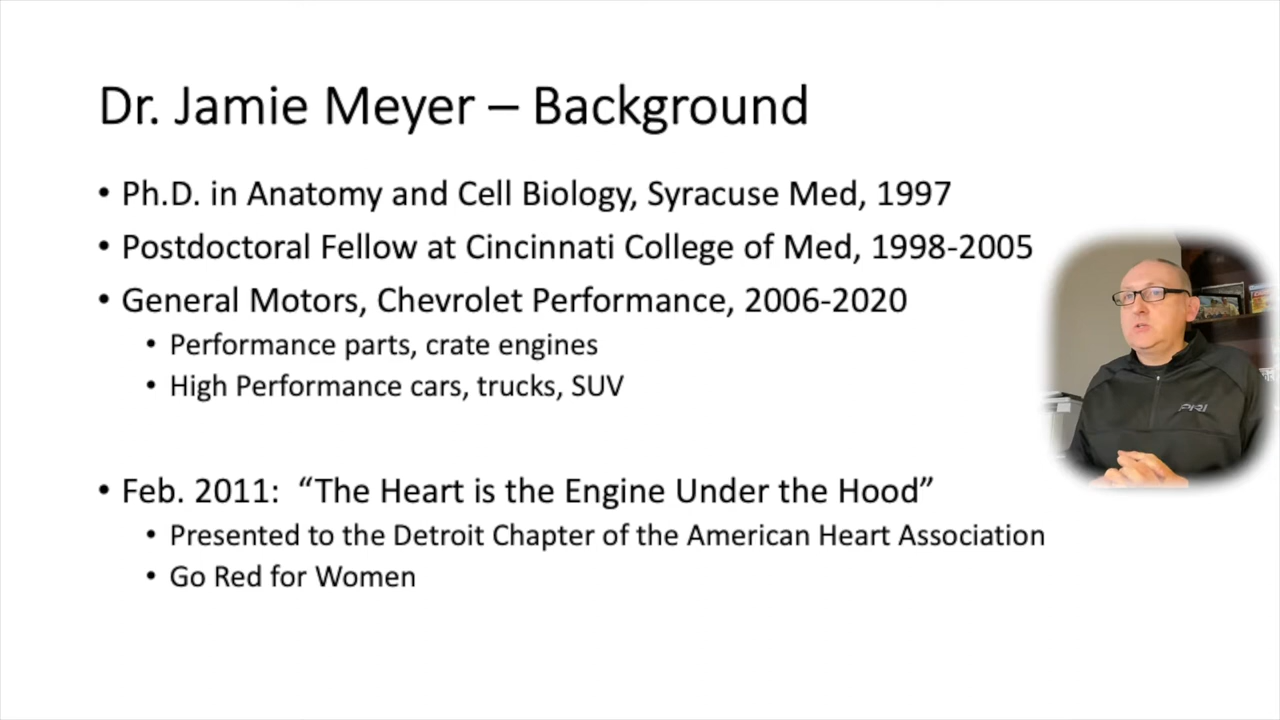 Dr. Jamie Meyer – Background
• Ph.D. in Anatomy and Cell Biology, Syracuse Med, 1997
• Postdoctoral Fellow at Cincinnati College of Med, 1998-2005
• General Motors, Chevrolet Performance, 2006-2020
• Performance parts, crate engines
• High Performance cars, trucks, SUV
PRI
• Feb. 2011:  “The Heart is the Engine Under the Hood”
• Presented to the Detroit Chapter of the American Heart Association
• Go Red for Women